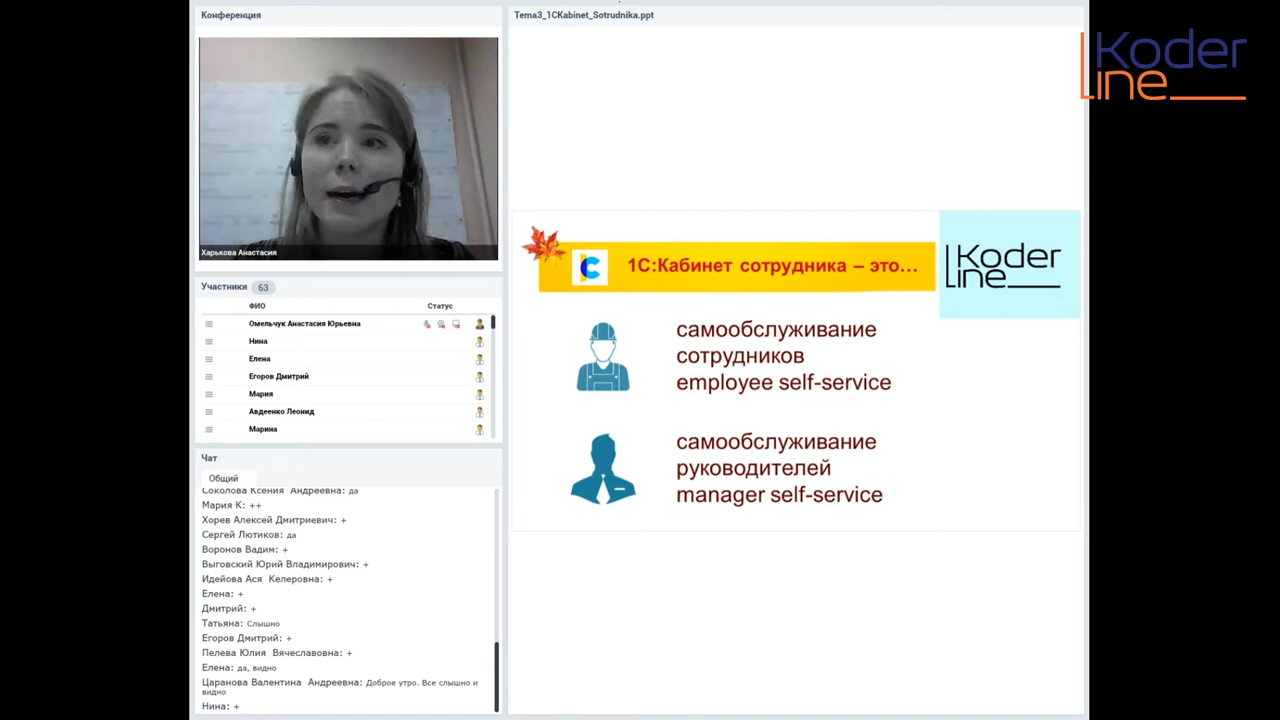 Конференция
Харькова Анастасия
Участники 63
ФИО Статус
Омельчук Анастасия Юрьевна
Нина
Елена
Егоров Дмитрий
Мария
Авдеенко Леонид
Марина
Чат
Общий
Соколова Ксения Андреевна: да
Мария К: ++
Хорев Алексей Дмитриевич: +
Сергей Лютиков: да
Воронов Вадим: +
Выговский Юрий Владимирович: +
Идейова Ася Келеровна: +
Елена: +
Дмитрий: +
Татьяна: Слышно
Егоров Дмитрий: +
Пелева Юлия Вячеславовна: +
Елена: да, видно
Царанова Валентина Андреевна: Доброе утро. Все слышно и
видно
Нина: +
Tema3_1CKabinet_Sotrudnika.ppt
1С:Кабинет сотрудника – это...
Koder
line
самообслуживание
сотрудников
employee self-service
самообслуживание
руководителей
manager self-service
Koder
line